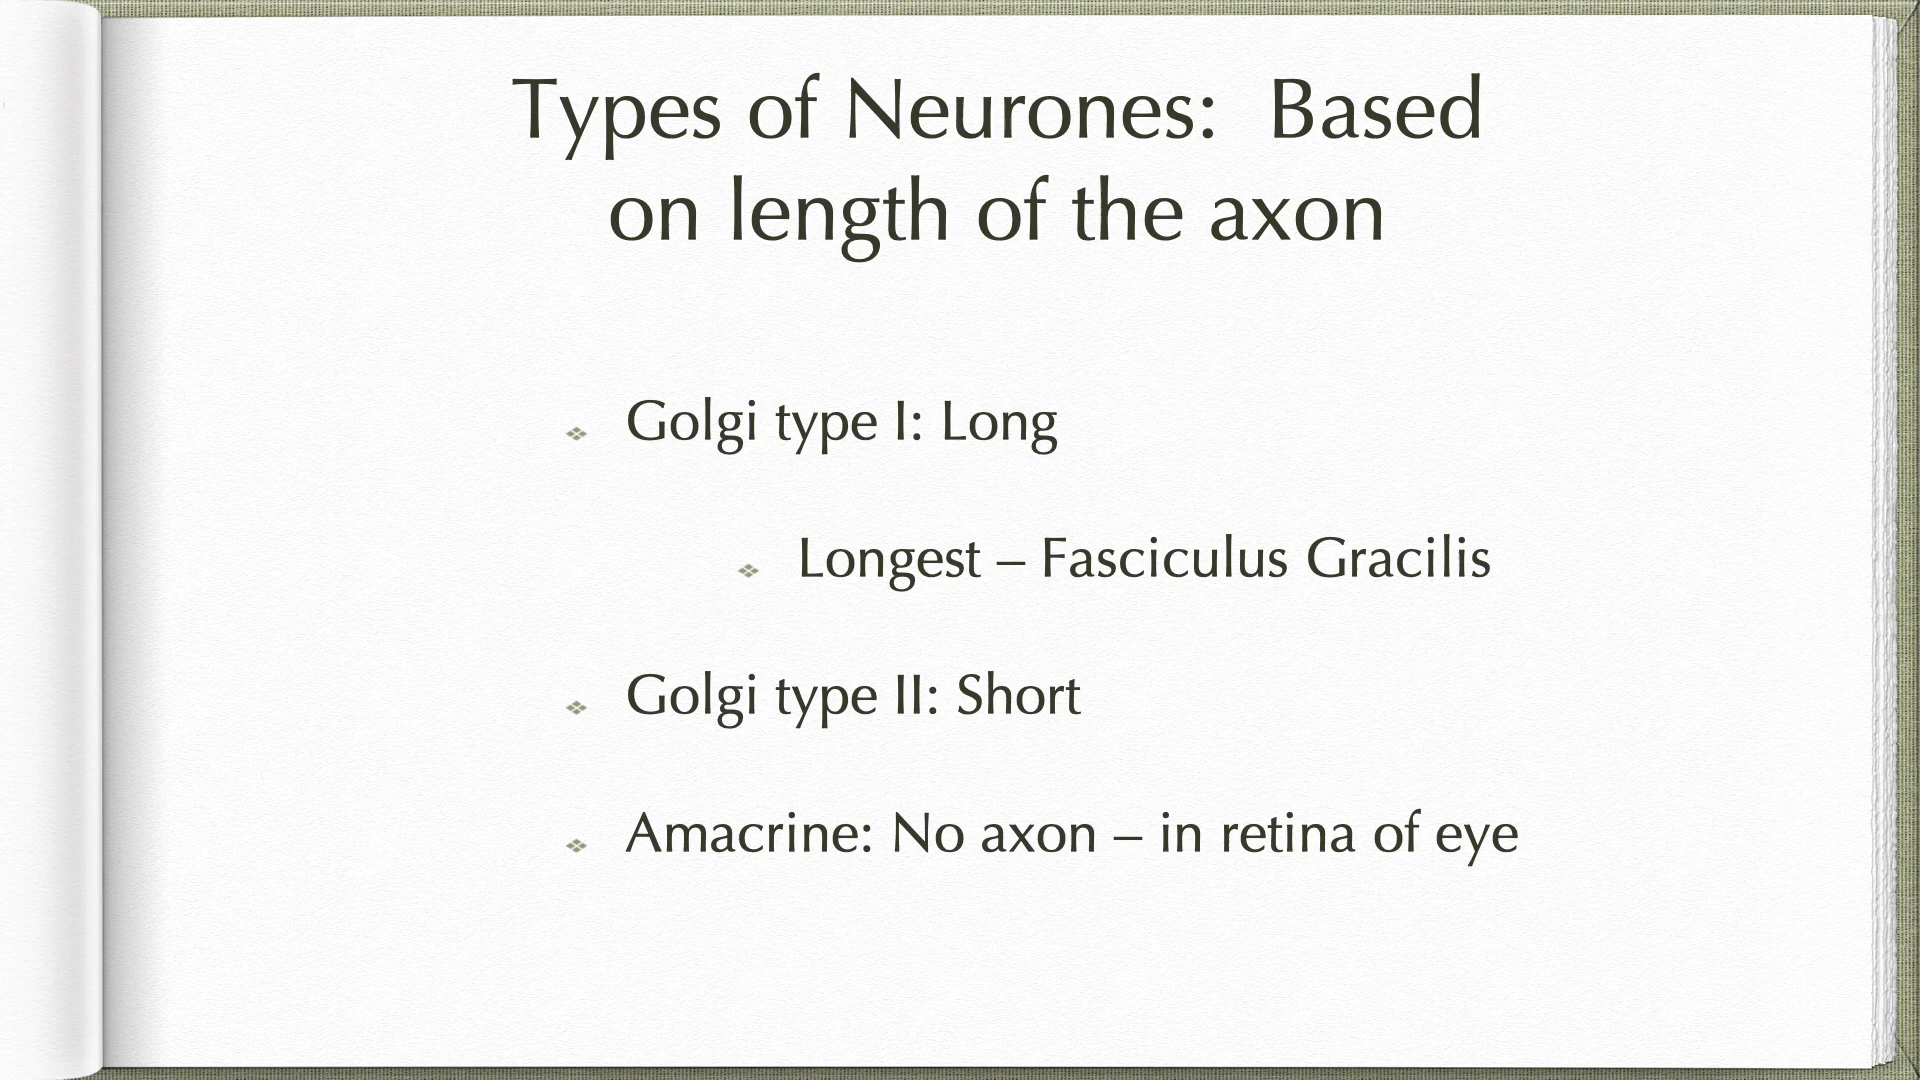 Types of Neurones:  Based
on length of the axon
Golgi type I: Long
Longest – Fasciculus Gracilis
Golgi type II: Short
Amacrine: No axon – in retina of eye